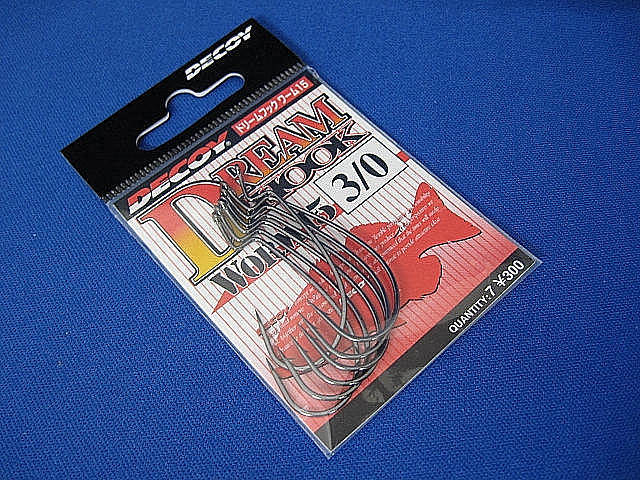 DECOY
DECOY ドリームフック ワーム15
DREAM
HOOK
WORM15 3/0
QUANTITY:7 ¥300